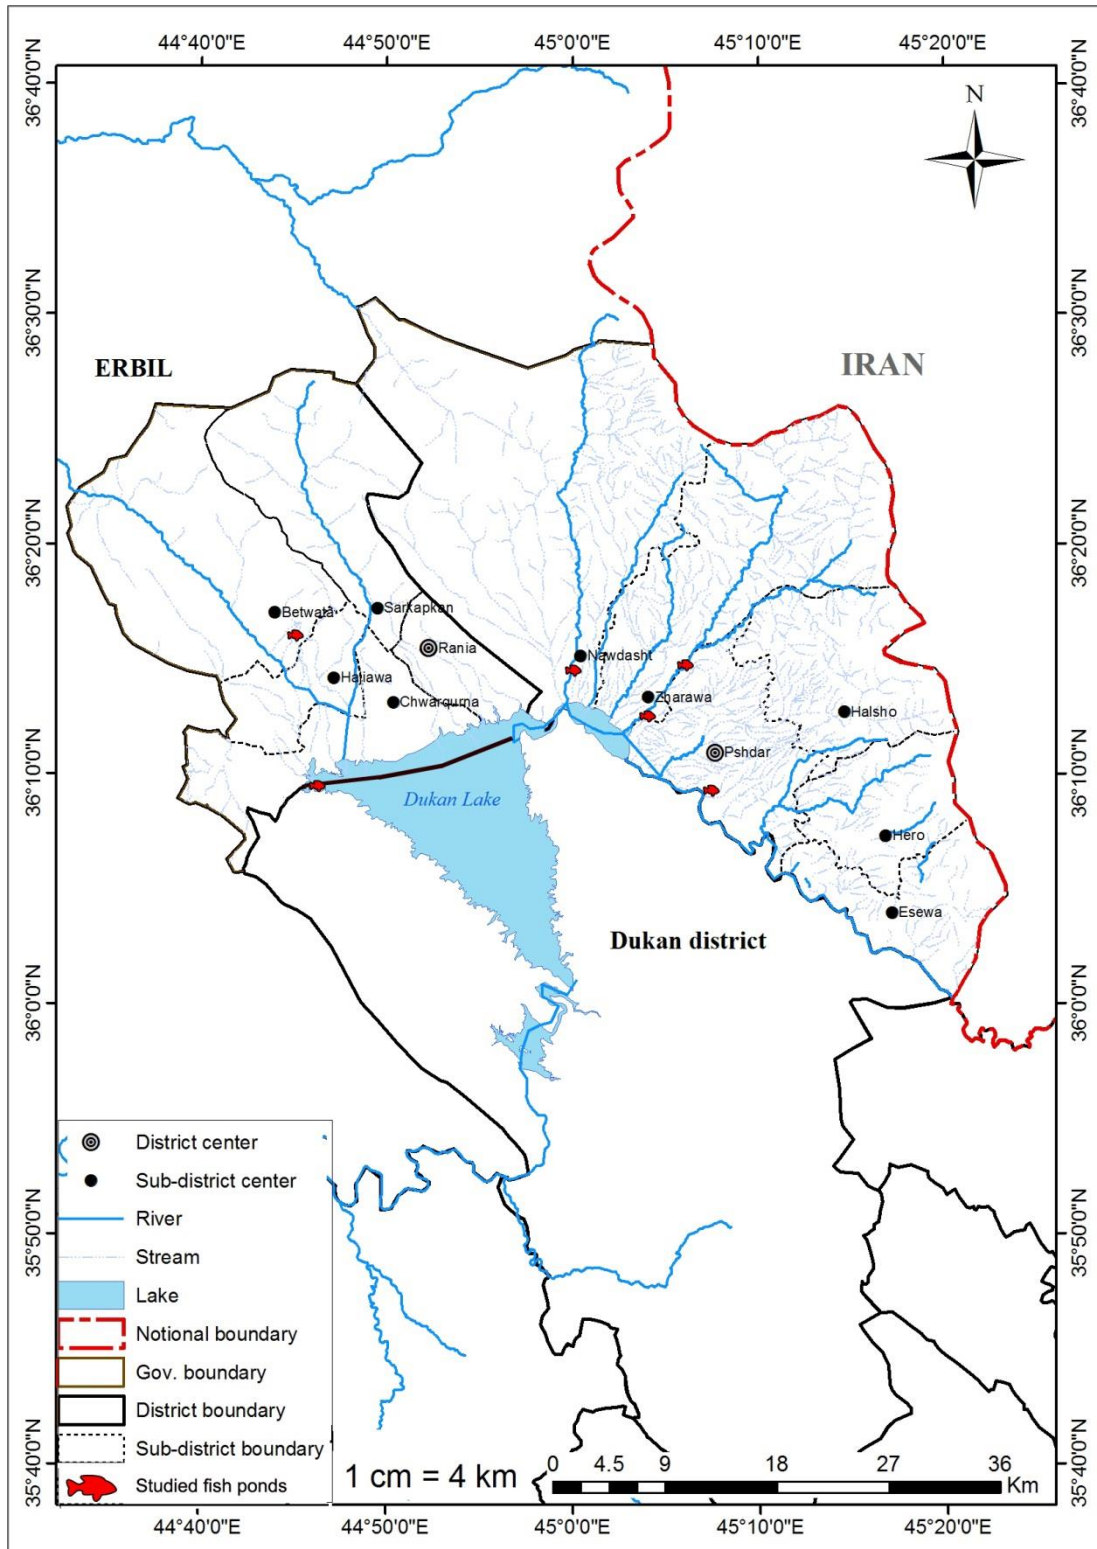 44°40'0"E 44°50'0"E 45°0'0"E 45°10'0"E 45°20'0"E
36°40'0"N 36°40'0"N
N
36°30'0"N 36°30'0"N
ERBIL
IRAN
36°20'0"N 36°20'0"N
Betwata
Sarkapkan
Rania
Nawdasht
Hajiawa
Chwarqurna
Zharawa
Halsho
Pshdar
36°10'0"N 36°10'0"N
Dukan Lake
Hero
Esewa
Dukan district
36°0'0"N 36°0'0"N
District center
Sub-district center
River
Stream
Lake
Notional boundary
Gov. boundary
District boundary
Sub-district boundary
Studied fish ponds
35°50'0"N 35°50'0"N
35°40'0"N 35°40'0"N
1 cm = 4 km
0 4.5 9 18 27 36
Km
44°40'0"E 44°50'0"E 45°0'0"E 45°10'0"E 45°20'0"E